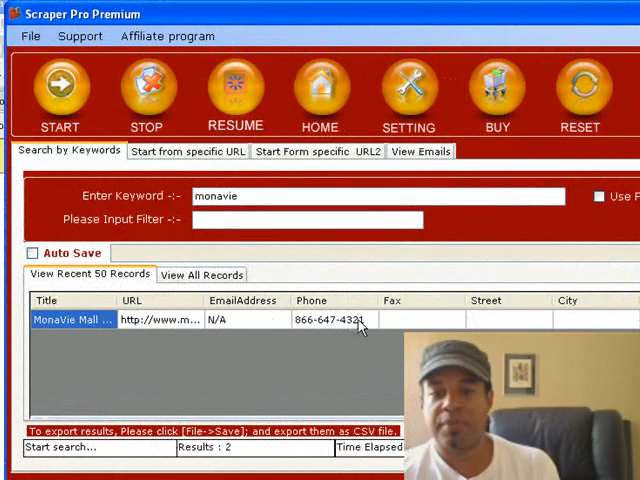 Scraper Pro Premium
File Support Affiliate program
START STOP RESUME HOME SETTING BUY RESET
Search by Keywords Start from specific URL Start Form specific URL2 View Emails
Enter Keyword -:- monavie Use F
Please Input Filter -:-
Auto Save
View Recent 50 Records View All Records
Title URL EmailAddress Phone Fax Street City
MonaVie Mall ... http://www.m... N/A 866-647-4321
To export results, Please click [File->Save]; and export them as CSV file.
Start search... Results : 2 Time Elapsed